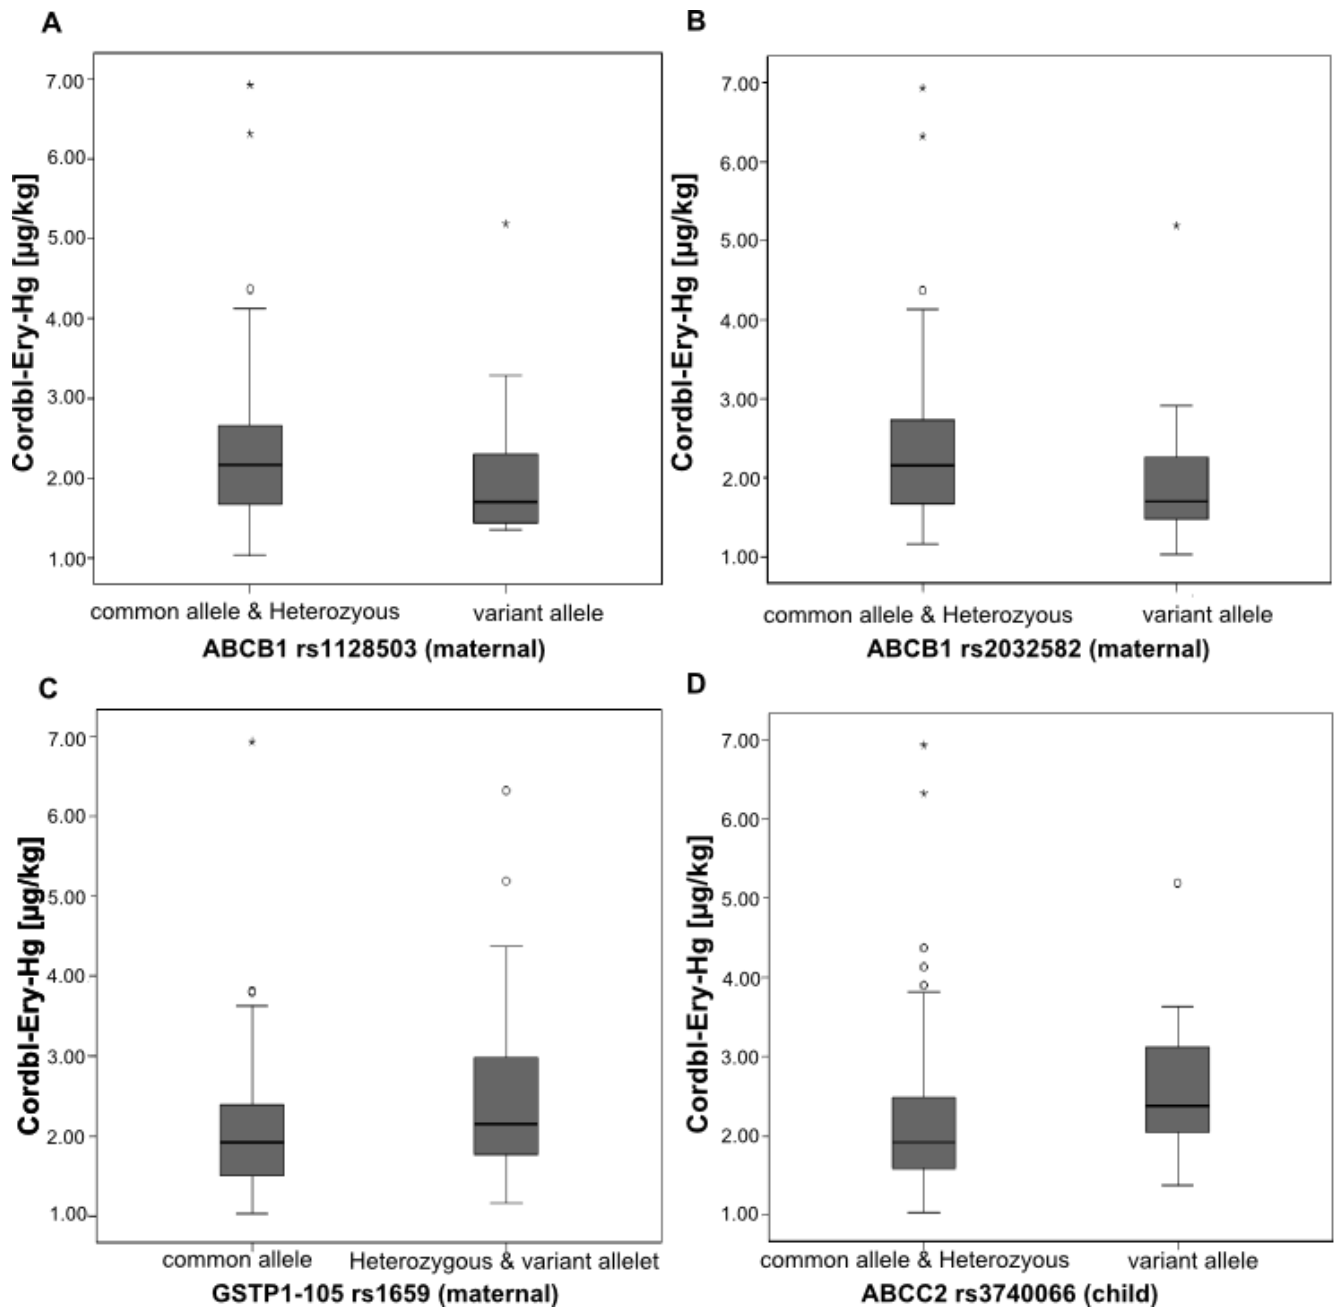 A
Cordbl-Ery-Hg [µg/kg]
7.00
6.00
5.00
4.00
3.00
2.00
1.00
common allele & Heterozyous
variant allele
ABCB1 rs1128503 (maternal)
B
Cordbl-Ery-Hg [µg/kg]
7.00
6.00
5.00
4.00
3.00
2.00
1.00
common allele & Heterozyous
variant allele
ABCB1 rs2032582 (maternal)
C
Cordbl-Ery-Hg [µg/kg]
7.00
6.00
5.00
4.00
3.00
2.00
1.00
common allele
Heterozygous & variant allelet
GSTP1-105 rs1659 (maternal)
D
Cordbl-Ery-Hg [µg/kg]
7.00
6.00
5.00
4.00
3.00
2.00
1.00
common allele & Heterozyous
variant allele
ABCC2 rs3740066 (child)